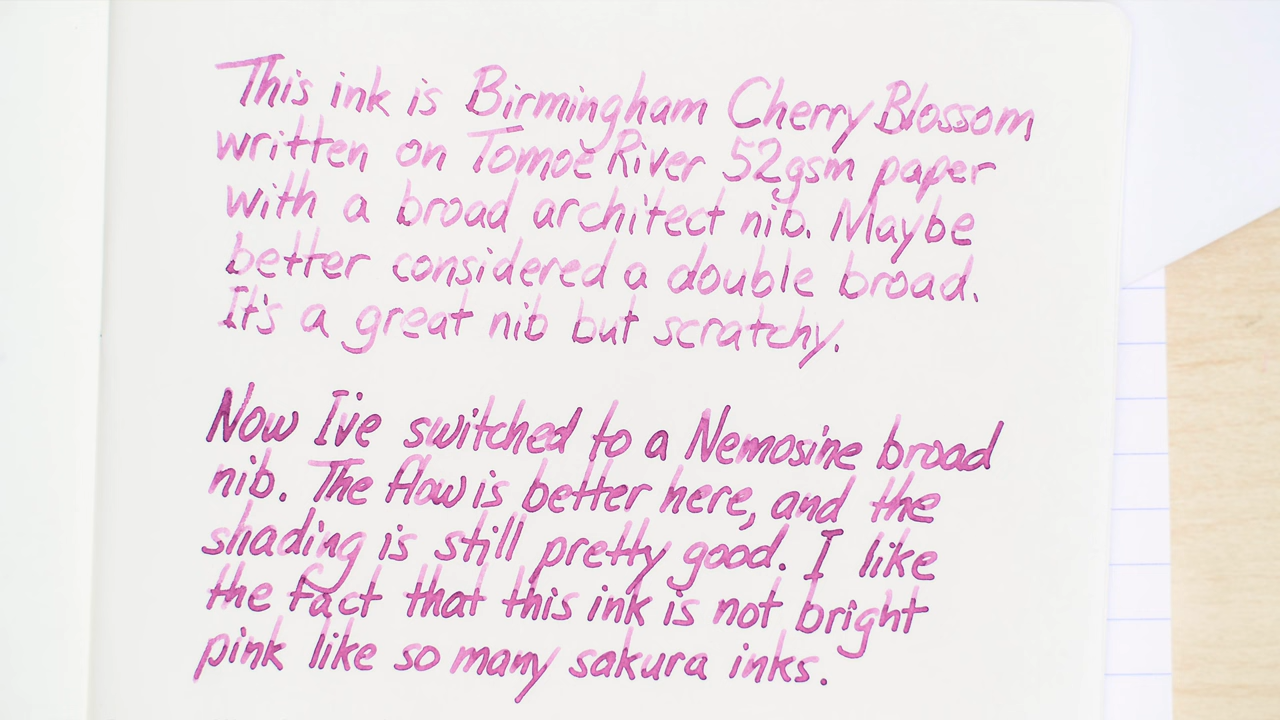 This ink is Birmingham Cherry Blossom
written on Tomoë River 52gsm paper
with a broad architect nib. Maybe
better considered a double broad.
It's a great nib but scratchy.
Now I've switched to a Nemosine broad
nib. The flow is better here, and the
shading is still pretty good. I like
the fact that this ink is not bright
pink like so many sakura inks.